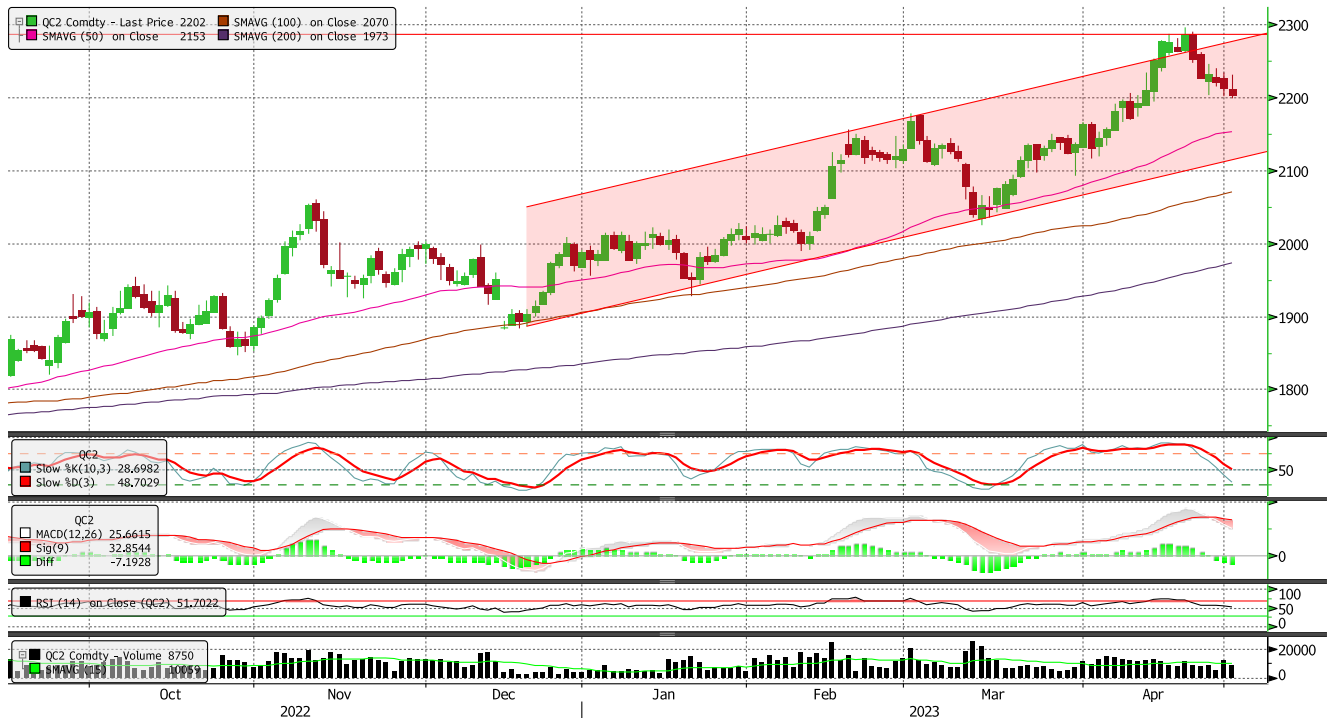 QC2 Comdty - Last Price 2202 SMAVG (100) on Close 2070
SMAVG (50) on Close 2153 SMAVG (200) on Close 1973
2300
2200
2100
2000
1900
1800
QC2
Slow %K(10,3) 28.6982
Slow %D(3) 48.7029
50
QC2
MACD(12,26) 25.6615
Sig(9) 32.8544
Diff -7.1928
0
RSI (14) on Close (QC2) 51.7022
100
50
0
QC2 Comdty - Volume 8750
SMAVG (15) 10059
20000
0
Oct Nov Dec Jan Feb Mar Apr
2022 2023